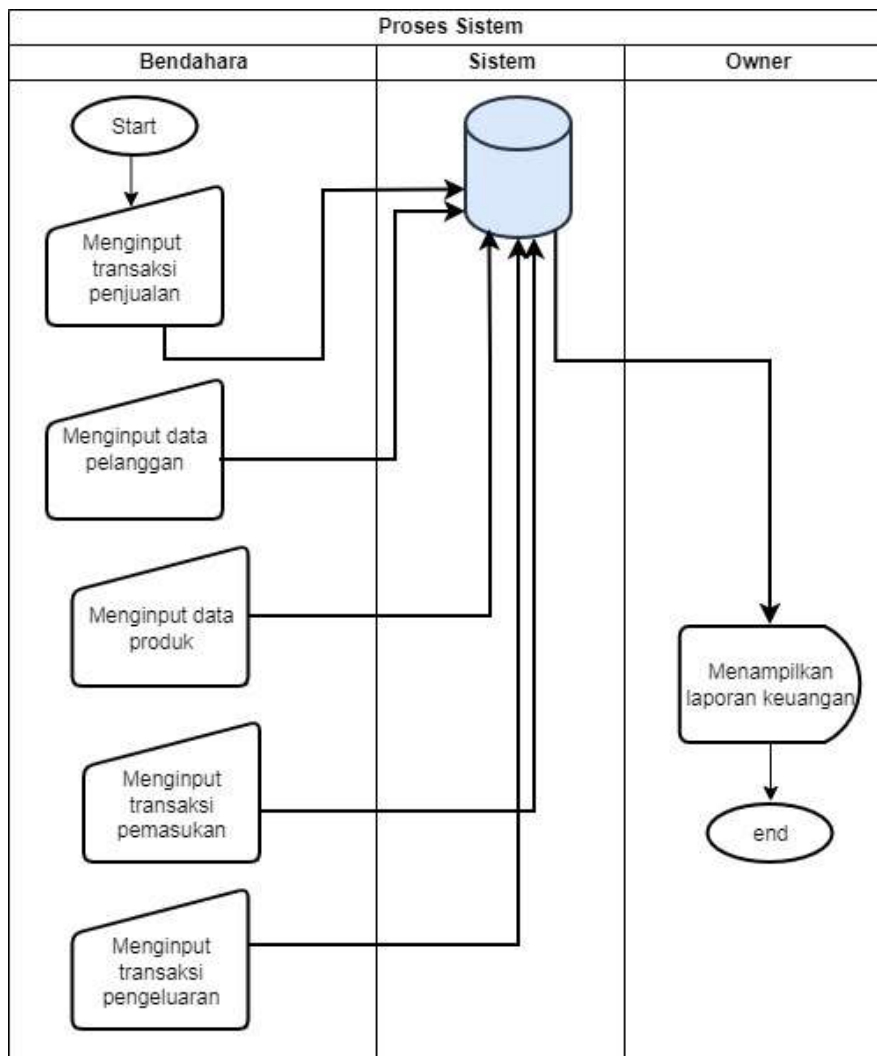 Proses Sistem
Bendahara
Sistem
Owner
Start
Menginput
transaksi
penjualan
Menginput data
pelanggan
Menginput data
produk
Menginput
transaksi
pemasukan
Menginput
transaksi
pengeluaran
Menampilkan
laporan keuangan
end